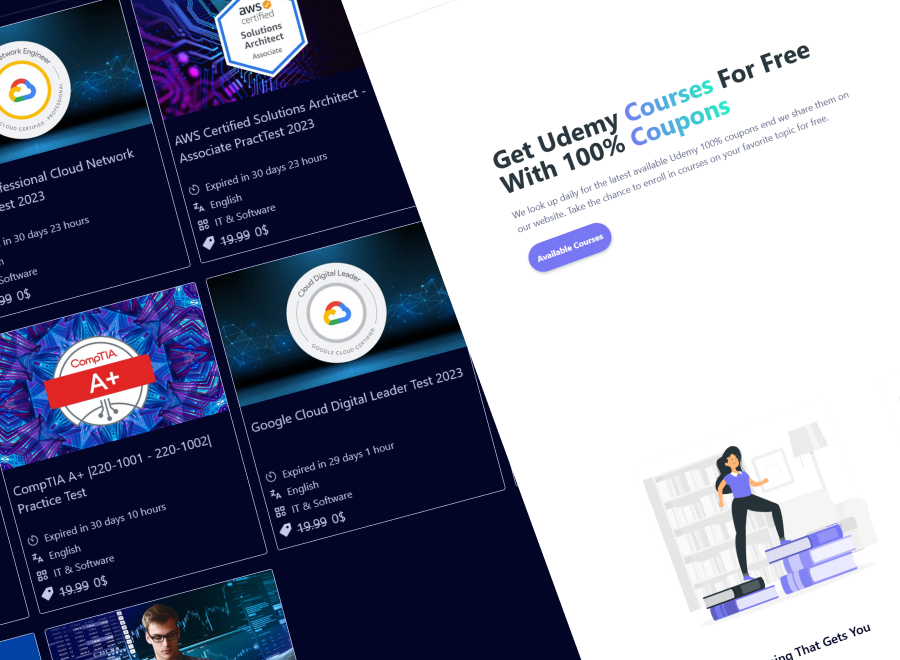 Network Engineer
CLOUD CERTIFIED · PROFESSIONAL
fessional Cloud Network
est 2023
in 30 days 23 hours
h
Software
99 0$
aws
certified
Solutions
Architect
Associate
AWS Certified Solutions Architect -
Associate PractTest 2023
Expired in 30 days 23 hours
English
IT & Software
19.99 0$
CompTIA
A+
CompTIA A+ |220-1001 - 220-1002|
Practice Test
Expired in 30 days 10 hours
English
IT & Software
19.99 0$
Cloud Digital Leader
GOOGLE CLOUD CERTIFIED
Google Cloud Digital Leader Test 2023
Expired in 29 days 1 hour
English
IT & Software
19.99 0$
Get Udemy Courses For Free
With 100% Coupons
We look up daily for the latest available Udemy 100% coupons end we share them on
our website. Take the chance to enroll in courses on your favorite topic for free.
Available Courses
ing That Gets You